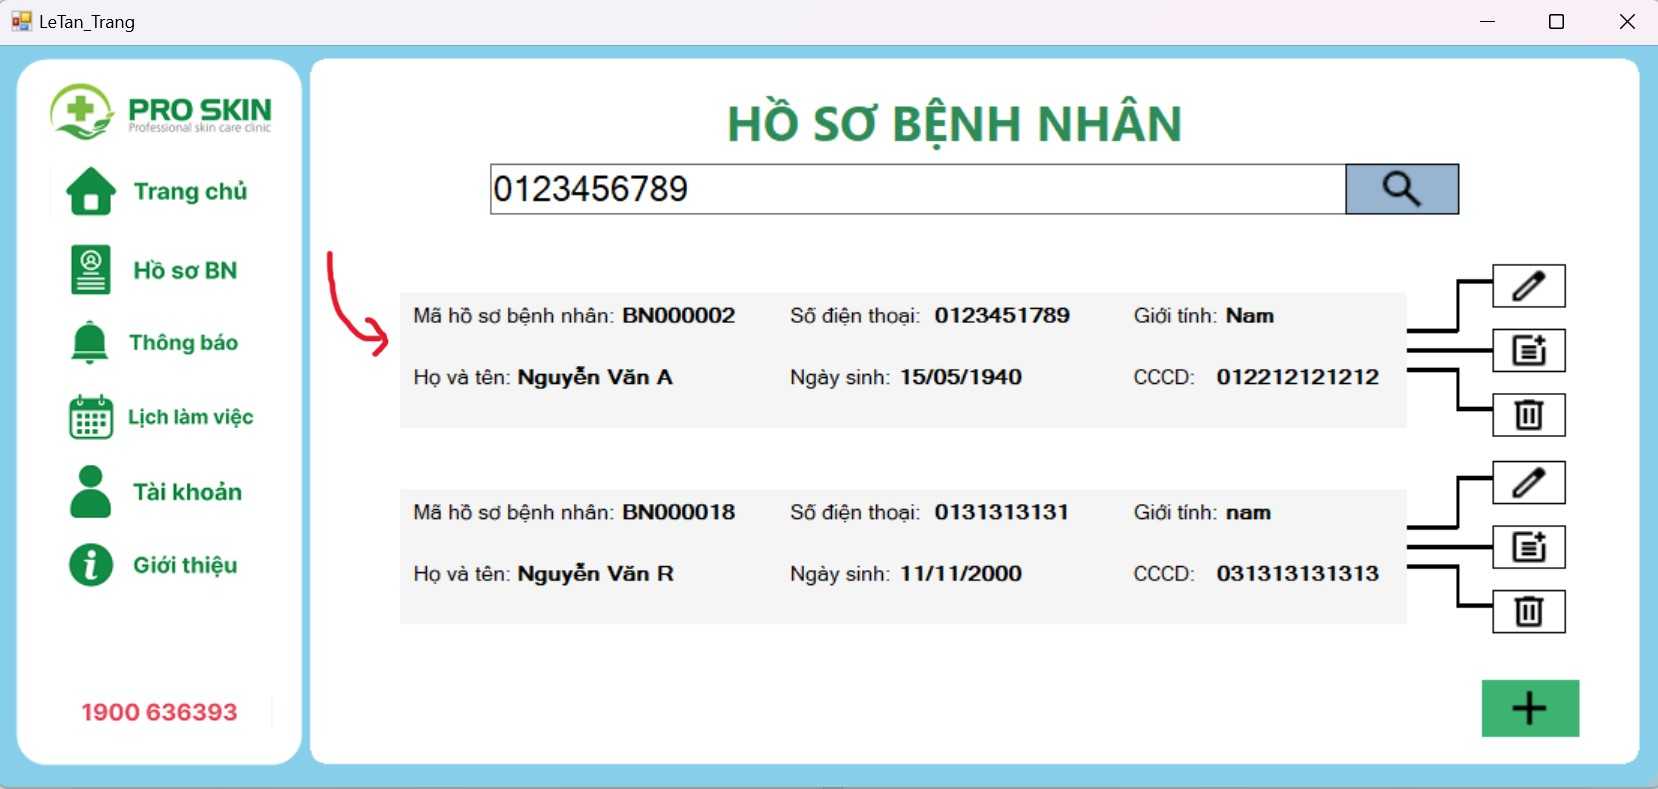 LeTan_Trang
PRO SKIN
Professional skin care clinic
Trang chủ
Hồ sơ BN
Thông báo
Lịch làm việc
Tài khoản
Giới thiệu
1900 636393
HỒ SƠ BỆNH NHÂN
0123456789
Mã hồ sơ bệnh nhân: BN000002 Số điện thoại: 0123451789 Giới tính: Nam
Họ và tên: Nguyễn Văn A Ngày sinh: 15/05/1940 CCCD: 012212121212
Mã hồ sơ bệnh nhân: BN000018 Số điện thoại: 0131313131 Giới tính: nam
Họ và tên: Nguyễn Văn R Ngày sinh: 11/11/2000 CCCD: 031313131313